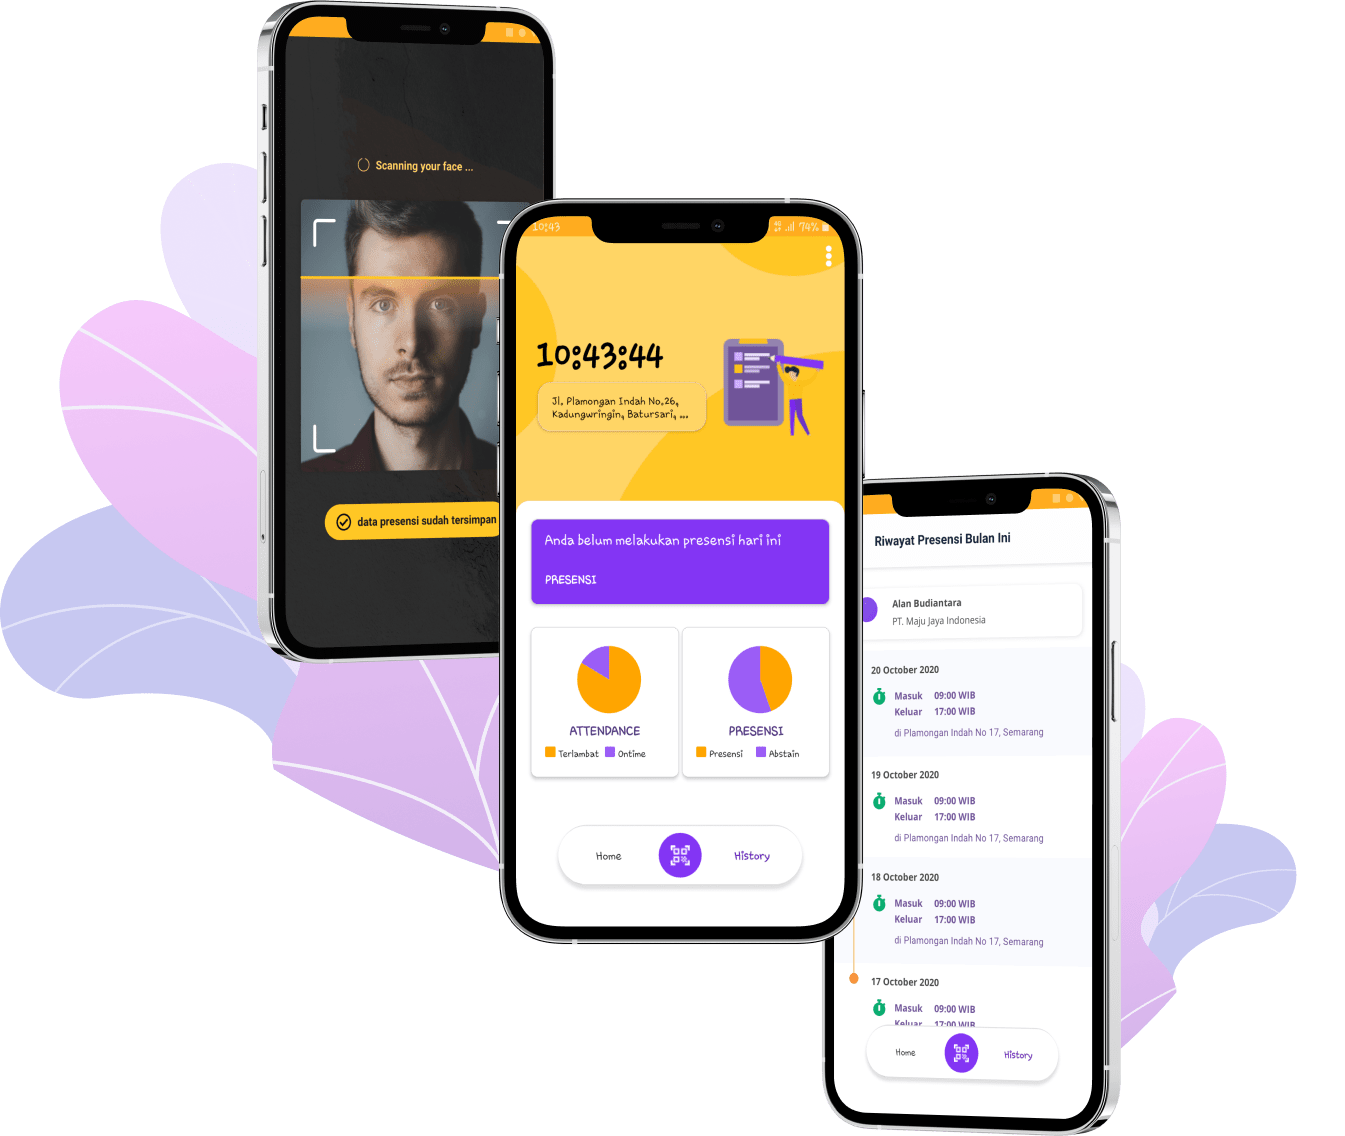 Scanning your face ...
data presensi sudah tersimpan
10:43
74%
10:43:44
Jl. Plamongan Indah No.26,
Kadungwringin, Batursari, ...
Anda belum melakukan presensi hari ini
PRESENSI
ATTENDANCE
Terlambat Ontime
PRESENSI
Presensi Abstain
Home History
Riwayat Presensi Bulan Ini
Alan Budiantara
PT. Maju Jaya Indonesia
20 October 2020
Masuk 09:00 WIB
Keluar 17:00 WIB
di Plamongan Indah No 17, Semarang
19 October 2020
Masuk 09:00 WIB
Keluar 17:00 WIB
di Plamongan Indah No 17, Semarang
18 October 2020
Masuk 09:00 WIB
Keluar 17:00 WIB
di Plamongan Indah No 17, Semarang
17 October 2020
Masuk 09:00 WIB
Keluar 17:00 WIB
Home History